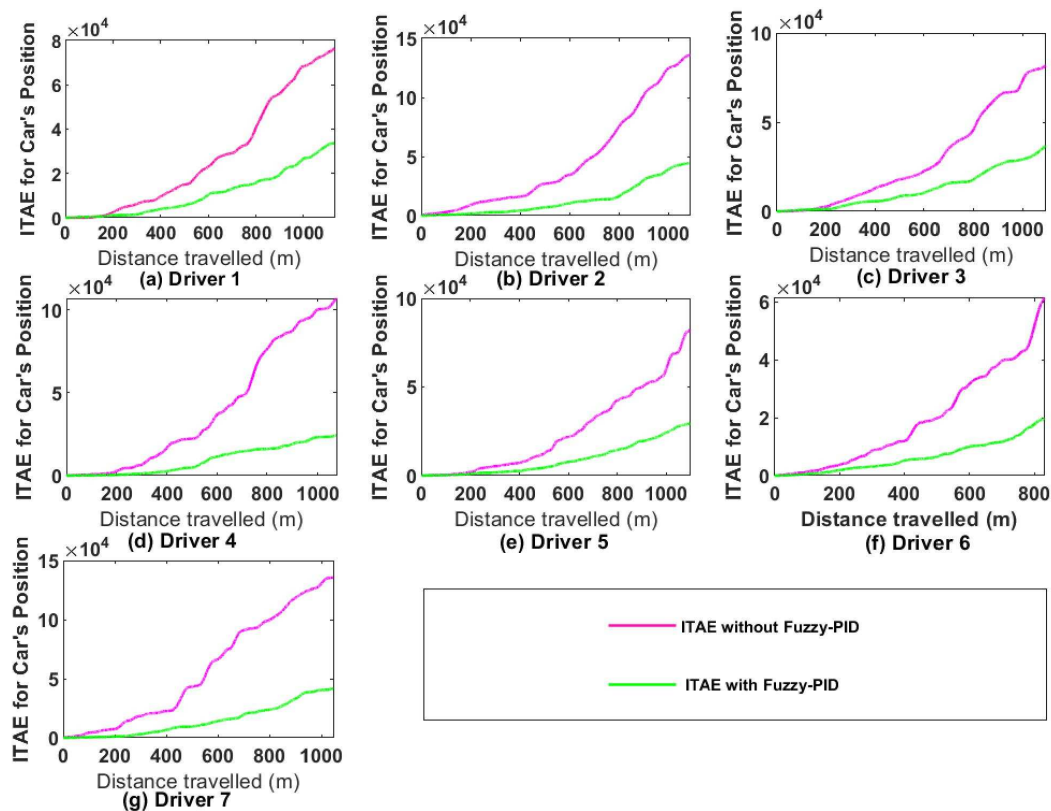 ×10⁴
ITAE for Car's Position
8
6
4
2
0
0 200 400 600 800 1000
Distance travelled (m)
(a) Driver 1
×10⁴
ITAE for Car's Position
15
10
5
0
0 200 400 600 800 1000
Distance travelled (m)
(b) Driver 2
×10⁴
ITAE for Car's Position
10
5
0
0 200 400 600 800 1000
Distance travelled (m)
(c) Driver 3
×10⁴
ITAE for Car's Position
10
5
0
0 200 400 600 800 1000
Distance travelled (m)
(d) Driver 4
×10⁴
ITAE for Car's Position
10
5
0
0 200 400 600 800 1000
Distance travelled (m)
(e) Driver 5
×10⁴
ITAE for Car's Position
6
4
2
0
0 200 400 600 800
Distance travelled (m)
(f) Driver 6
×10⁴
ITAE for Car's Position
15
10
5
0
0 200 400 600 800 1000
Distance travelled (m)
(g) Driver 7
ITAE without Fuzzy-PID
ITAE with Fuzzy-PID